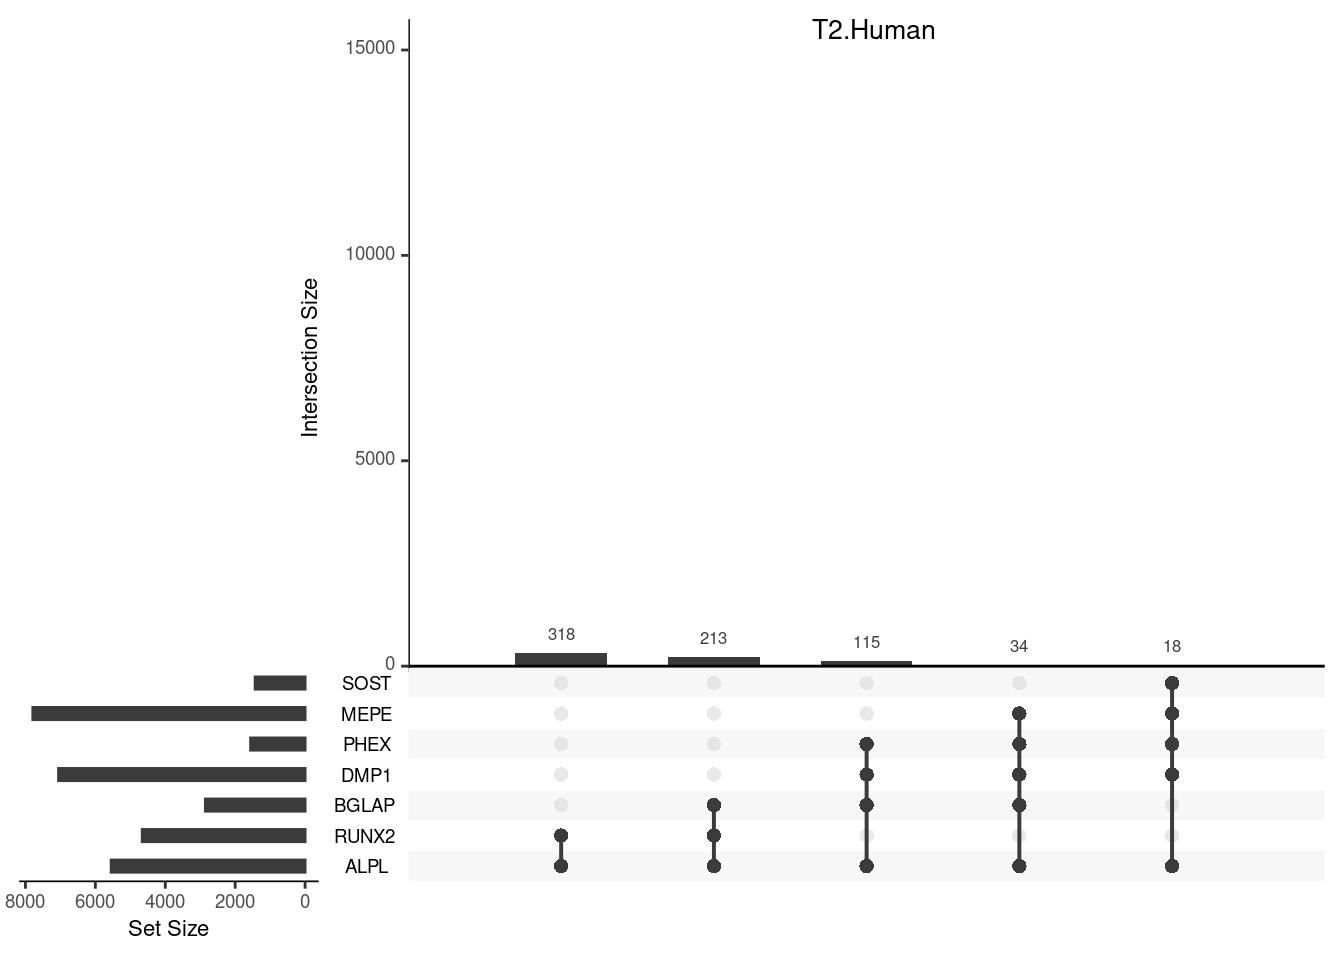 T2.Human
15000
10000
5000
0
Intersection Size
318
213
115
34
18
SOST
MEPE
PHEX
DMP1
BGLAP
RUNX2
ALPL
8000 6000 4000 2000 0
Set Size